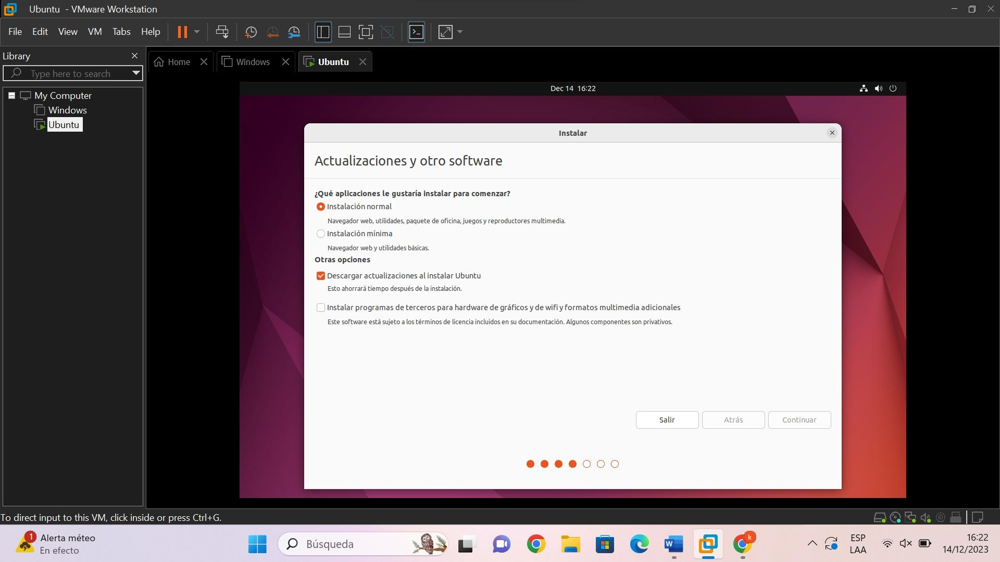 Ubuntu - VMware Workstation
File Edit View VM Tabs Help
Library
Home
Windows
Ubuntu
Type here to search
My Computer
Windows
Ubuntu
Dec 14 16:22
Instalar
Actualizaciones y otro software
¿Qué aplicaciones le gustaría instalar para comenzar?
Instalación normal
Navegador web, utilidades, paquete de oficina, juegos y reproductores multimedia.
Instalación mínima
Navegador web y utilidades básicas.
Otras opciones
Descargar actualizaciones al instalar Ubuntu
Esto ahorrará tiempo después de la instalación.
Instalar programas de terceros para hardware de gráficos y de wifi y formatos multimedia adicionales
Este software está sujeto a los términos de licencia incluidos en su documentación. Algunos componentes son privativos.
Salir
Atrás
Continuar
To direct input to this VM, click inside or press Ctrl+G.
1
Alerta méteo
En efecto
Búsqueda
W
k
ESP
LAA
16:22
14/12/2023